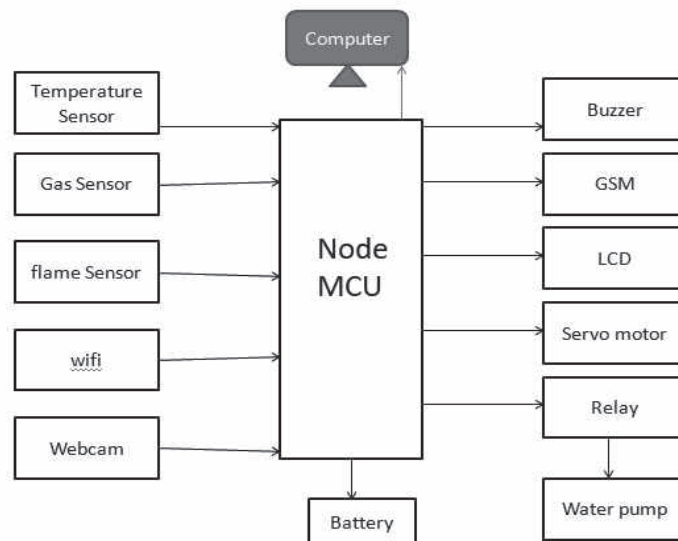 Computer
Temperature
Sensor
Gas Sensor
flame Sensor
wifi
Webcam
Node
MCU
Battery
Buzzer
GSM
LCD
Servo motor
Relay
Water pump